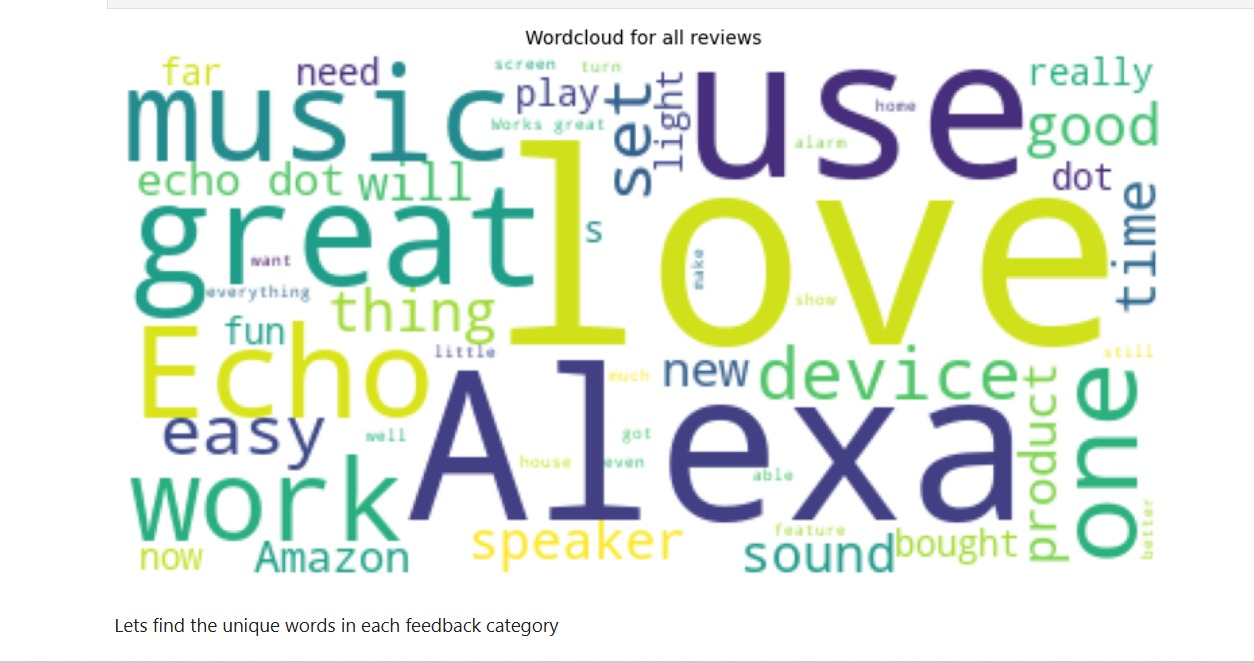 Wordcloud for all reviews
far
need
screen
turn
play
music
Works great
set
light
use
home
alarm
really
good
dot
echo dot
will
great
love
s
time
want
everything
make
show
thing
fun
Echo
little
much
new
device
still
easy
well
Alexa
got
house
even
able
product
one
work
speaker
feature
sound
bought
better
now
Amazon
Lets find the unique words in each feedback category